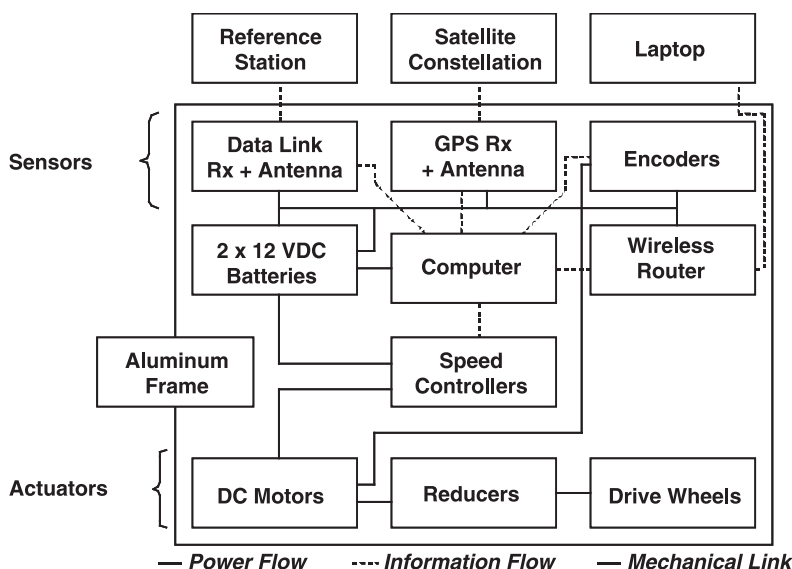 Reference
Station
Satellite
Constellation
Laptop
Sensors
Data Link
Rx + Antenna
GPS Rx
+ Antenna
Encoders
2 x 12 VDC
Batteries
Computer
Wireless
Router
Aluminum
Frame
Speed
Controllers
Actuators
DC Motors
Reducers
Drive Wheels
Power Flow
Information Flow
Mechanical Link